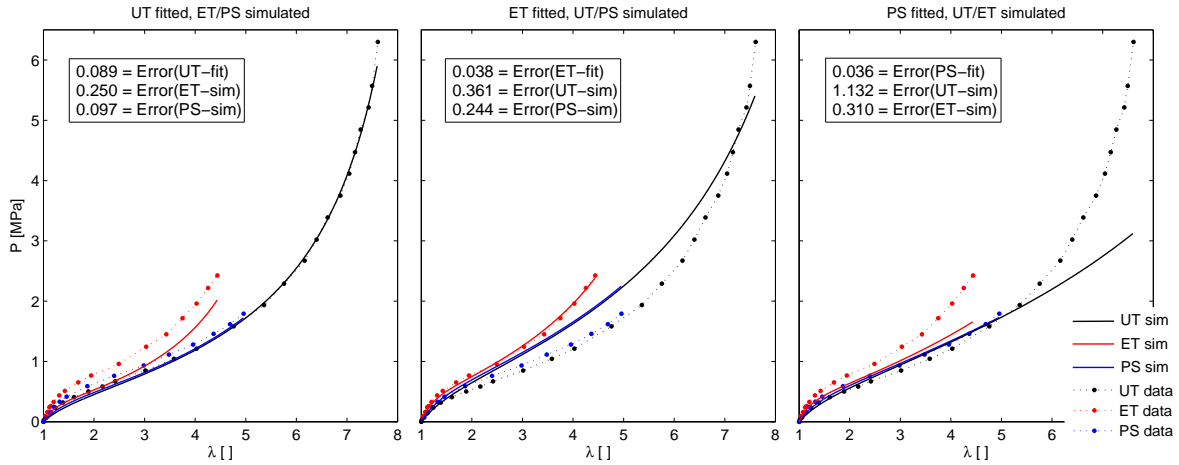 UT fitted, ET/PS simulated
ET fitted, UT/PS simulated
PS fitted, UT/ET simulated
P [MPa]
6
5
4
3
2
1
0
0.089 = Error(UT−fit)
0.250 = Error(ET−sim)
0.097 = Error(PS−sim)
1 2 3 4 5 6 7 8
λ [ ]
0.038 = Error(ET−fit)
0.361 = Error(UT−sim)
0.244 = Error(PS−sim)
1 2 3 4 5 6 7 8
λ [ ]
0.036 = Error(PS−fit)
1.132 = Error(UT−sim)
0.310 = Error(ET−sim)
1 2 3 4 5 6
λ [ ]
UT sim
ET sim
PS sim
UT data
ET data
PS data